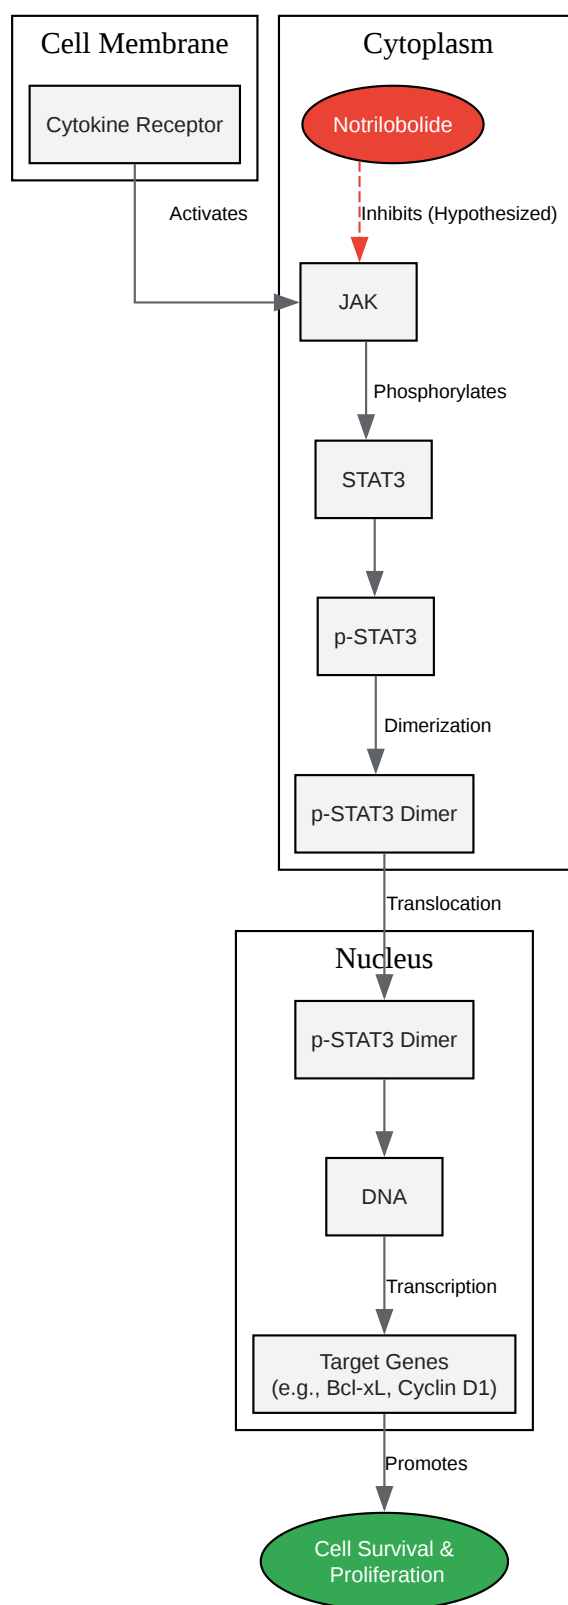 Cell Membrane
Cytoplasm
Cytokine Receptor
Notrilobolide
Activates
Inhibits (Hypothesized)
JAK
Phosphorylates
STAT3
p-STAT3
Dimerization
p-STAT3 Dimer
Translocation
Nucleus
p-STAT3 Dimer
DNA
Transcription
Target Genes
(e.g., Bcl-xL, Cyclin D1)
Promotes
Cell Survival &
Proliferation